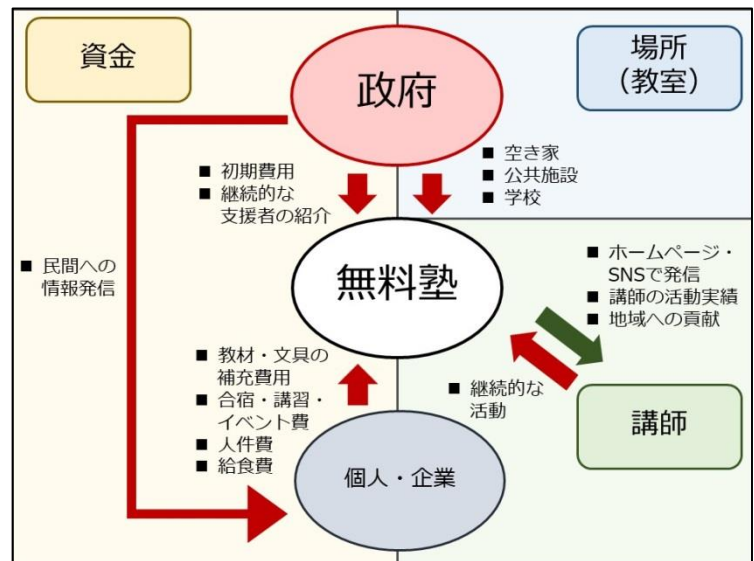 資金
政府
場所
（教室）
■ 初期費用
■ 継続的な
支援者の紹介
■ 空き家
■ 公共施設
■ 学校
■ 民間への
情報発信
無料塾
■ ホームページ・
SNSで発信
■ 講師の活動実績
■ 地域への貢献
■ 教材・文具の
補充費用
■ 合宿・講習・
イベント費
■ 人件費
■ 給食費
■ 継続的な
活動
講師
個人・企業